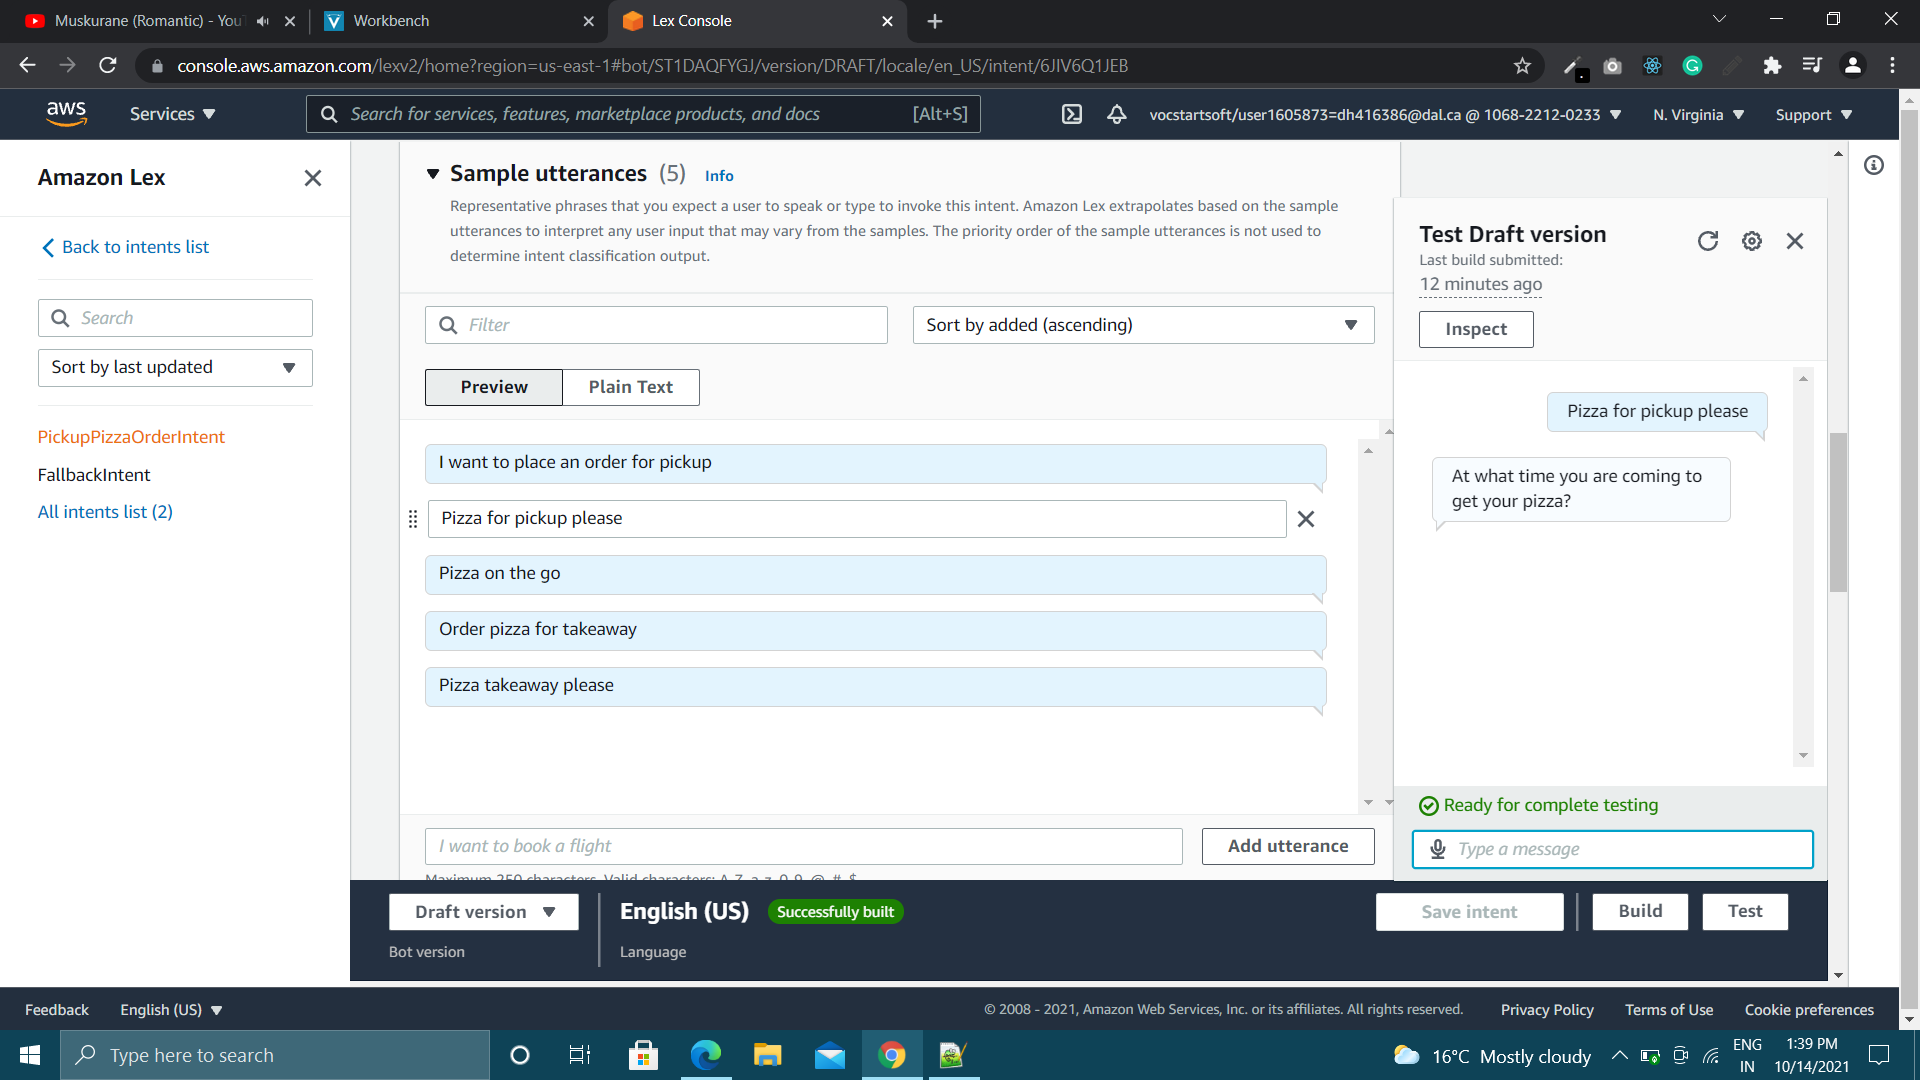 Muskurane (Romantic) - You
Workbench
Lex Console
console.aws.amazon.com/lexv2/home?region=us-east-1#bot/ST1DAQFYGJ/version/DRAFT/locale/en_US/intent/6JIV6Q1JEB
aws
Services
Search for services, features, marketplace products, and docs
[Alt+S]
vocstartsoft/user1605873=dh416386@dal.ca @ 1068-2212-0233
N. Virginia
Support
Amazon Lex
Back to intents list
Search
Sort by last updated
PickupPizzaOrderIntent
FallbackIntent
All intents list (2)
Sample utterances (5) Info
Representative phrases that you expect a user to speak or type to invoke this intent. Amazon Lex extrapolates based on the sample
utterances to interpret any user input that may vary from the samples. The priority order of the sample utterances is not used to
determine intent classification output.
Filter
Sort by added (ascending)
Preview
Plain Text
I want to place an order for pickup
Pizza for pickup please
Pizza on the go
Order pizza for takeaway
Pizza takeaway please
I want to book a flight
Add utterance
Maximum 250 characters. Valid characters: A-Z, a-z, 0-9, @, #, $
Test Draft version
Last build submitted:
12 minutes ago
Inspect
Pizza for pickup please
At what time you are coming to
get your pizza?
Ready for complete testing
Type a message
Draft version
Bot version
English (US)
Successfully built
Language
Save intent
Build
Test
Feedback
English (US)
© 2008 - 2021, Amazon Web Services, Inc. or its affiliates. All rights reserved.
Privacy Policy
Terms of Use
Cookie preferences
Type here to search
16°C Mostly cloudy
ENG
IN
1:39 PM
10/14/2021